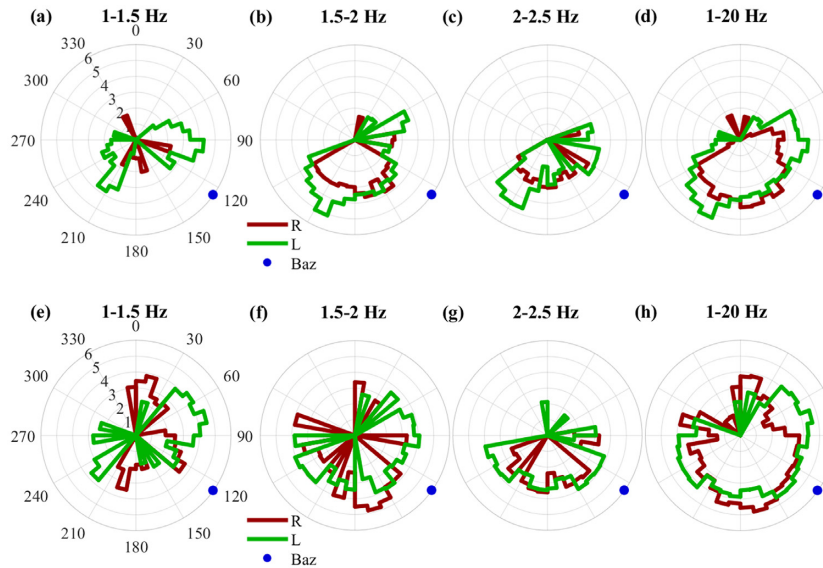 (a) 1-1.5 Hz
(b) 1.5-2 Hz
(c) 2-2.5 Hz
(d) 1-20 Hz
0
330 30
6
5
4
3
2
300 60
270 90
240 120
210 150
180
R
L
Baz
(e) 1-1.5 Hz
(f) 1.5-2 Hz
(g) 2-2.5 Hz
(h) 1-20 Hz
0
330 30
6
5
4
3
2
1
300 60
270 90
240 120
210 150
180
R
L
Baz